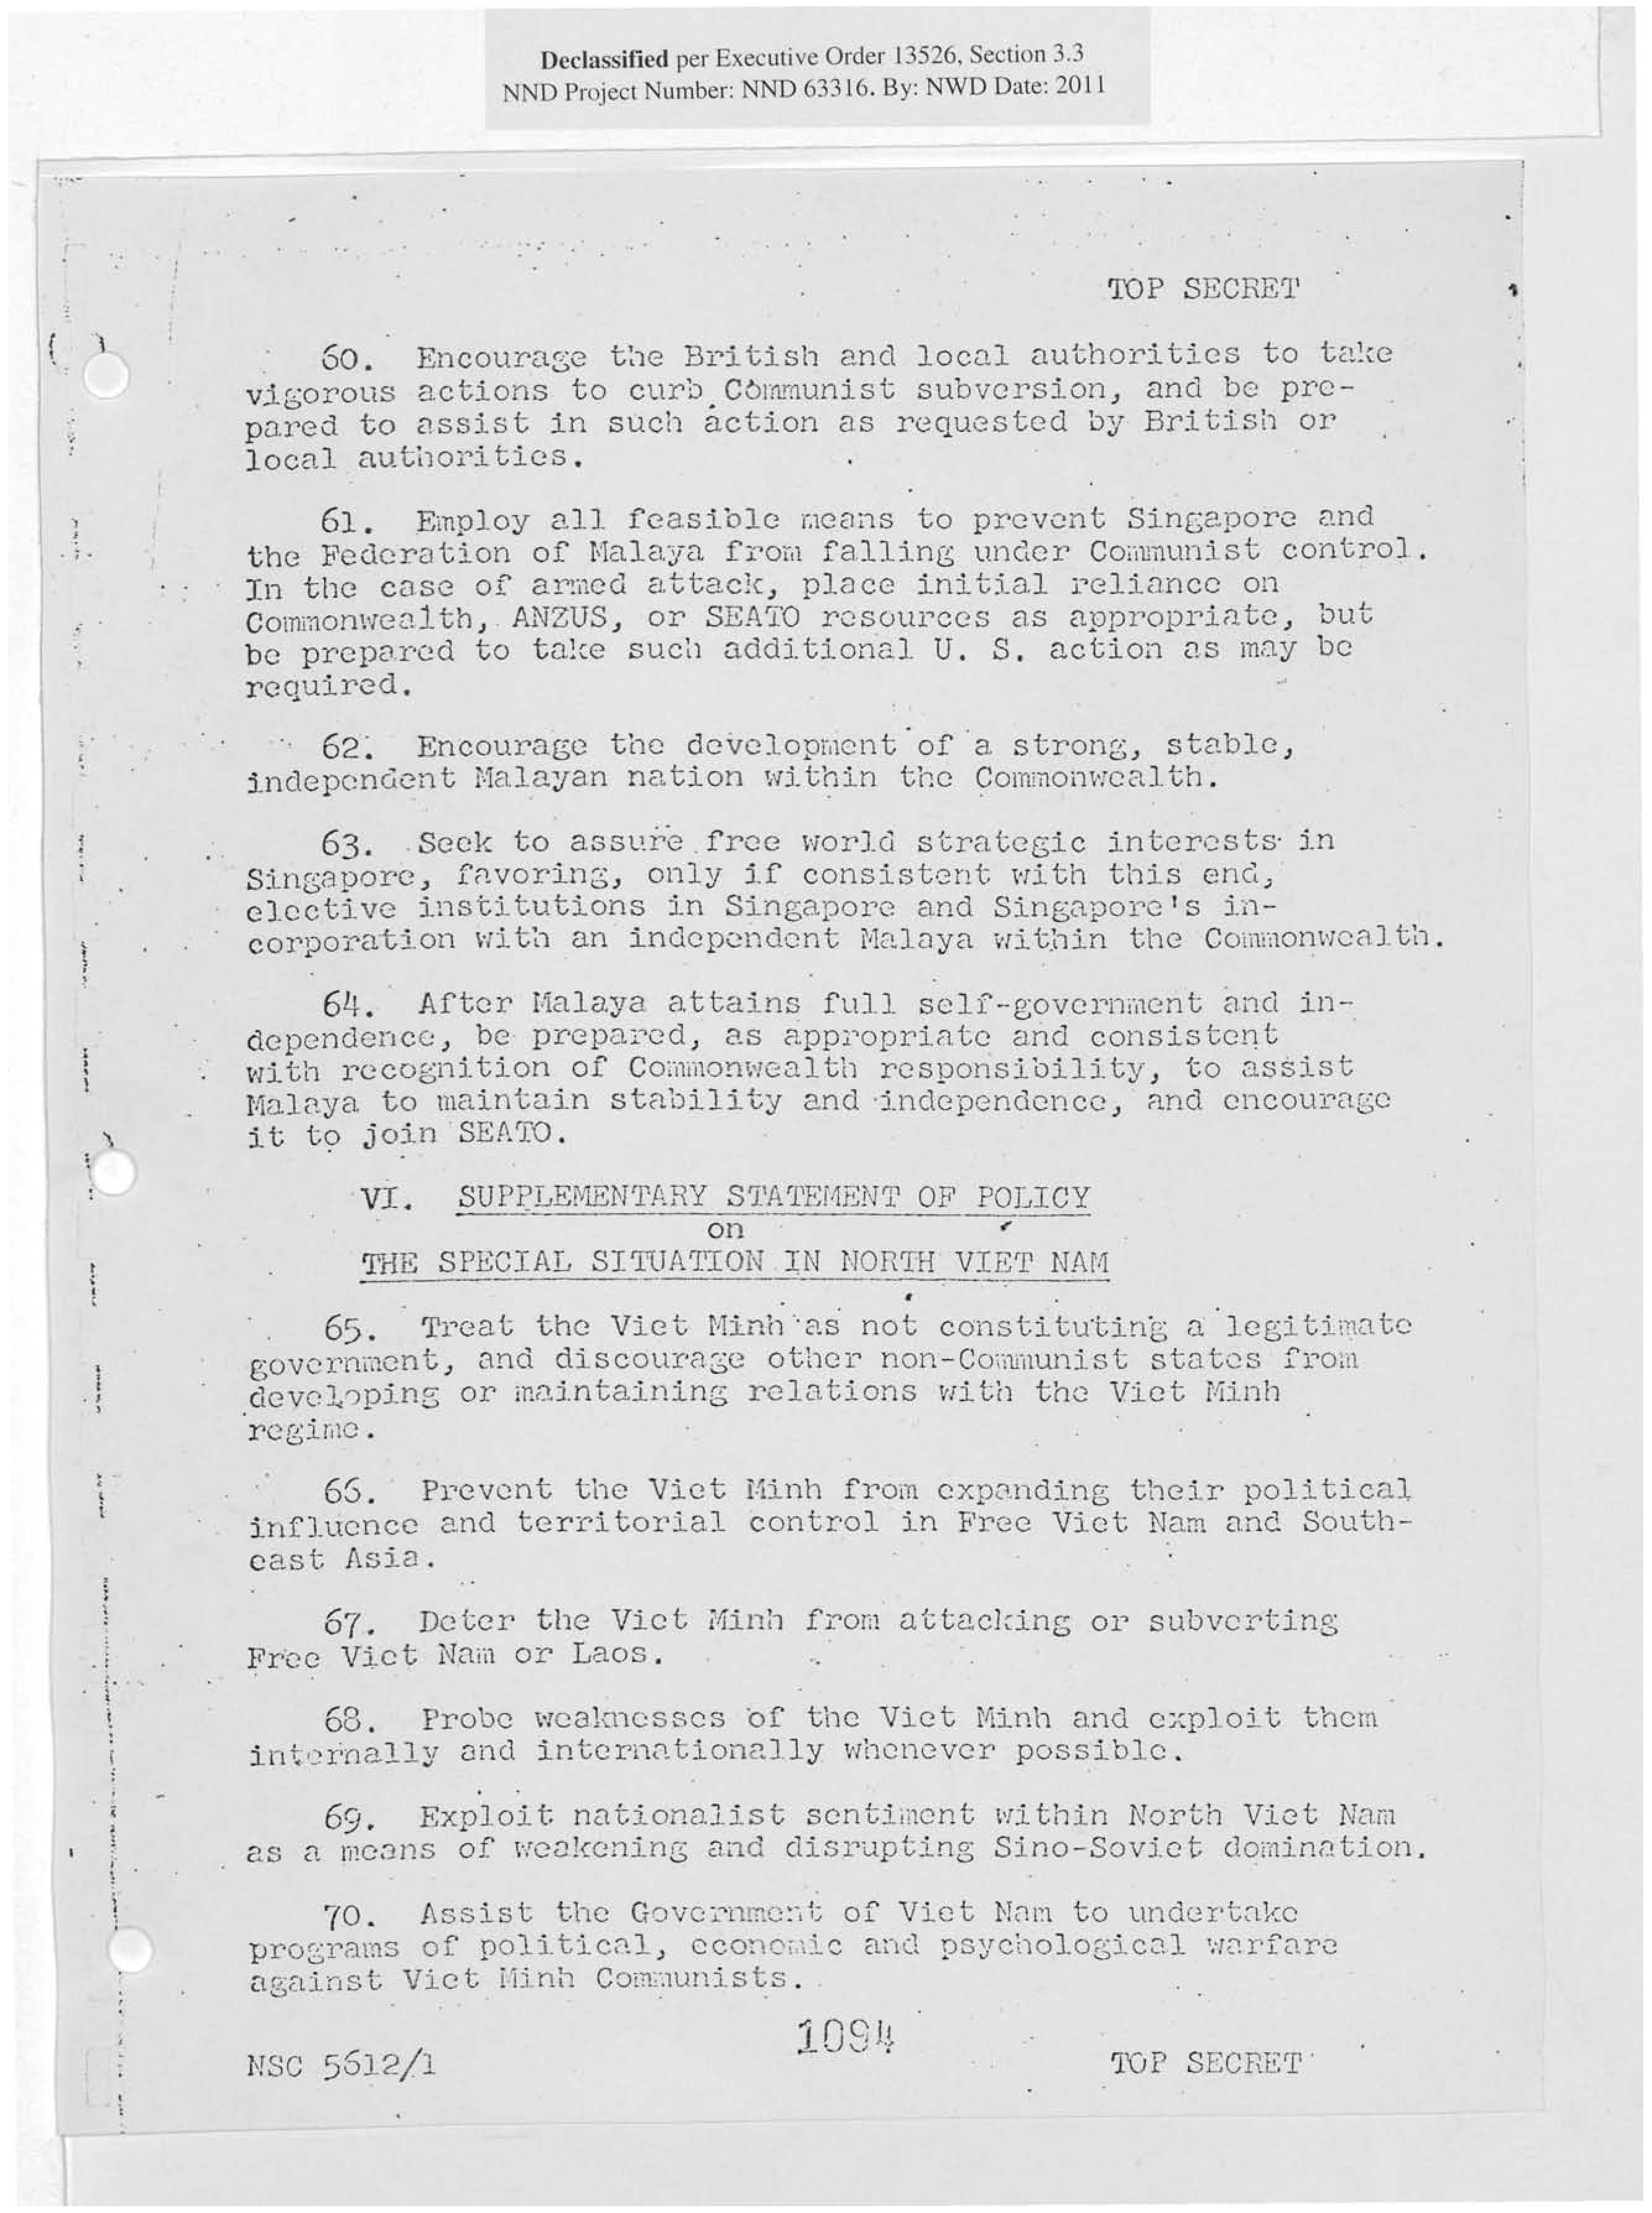 Declassified per Executive Order 13526, Section 3.3
NND Project Number: NND 63316. By: NWD Date: 2011
TOP SECRET
60. Encourage the British and local authorities to take
vigorous actions to curb Communist subversion, and be pre-
pared to assist in such action as requested by British or
local authorities.
61. Employ all feasible means to prevent Singapore and
the Federation of Malaya from falling under Communist control.
In the case of armed attack, place initial reliance on
Commonwealth, ANZUS, or SEATO resources as appropriate, but
be prepared to take such additional U. S. action as may be
required.
62. Encourage the development of a strong, stable,
independent Malayan nation within the Commonwealth.
63. Seek to assure free world strategic interests in
Singapore, favoring, only if consistent with this end,
elective institutions in Singapore and Singapore's in-
corporation with an independent Malaya within the Commonwealth.
64. After Malaya attains full self-government and in-
dependence, be prepared, as appropriate and consistent
with recognition of Commonwealth responsibility, to assist
Malaya to maintain stability and independence, and encourage
it to join SEATO.
VI. SUPPLEMENTARY STATEMENT OF POLICY
on
THE SPECIAL SITUATION IN NORTH VIET NAM
65. Treat the Viet Minh as not constituting a legitimate
government, and discourage other non-Communist states from
developing or maintaining relations with the Viet Minh
regime.
66. Prevent the Viet Minh from expanding their political
influence and territorial control in Free Viet Nam and South-
east Asia.
67. Deter the Viet Minh from attacking or subverting
Free Viet Nam or Laos.
68. Probe weaknesses of the Viet Minh and exploit them
internally and internationally whenever possible.
69. Exploit nationalist sentiment within North Viet Nam
as a means of weakening and disrupting Sino-Soviet domination.
70. Assist the Government of Viet Nam to undertake
programs of political, economic and psychological warfare
against Viet Minh Communists.
1094
NSC 5612/1
TOP SECRET